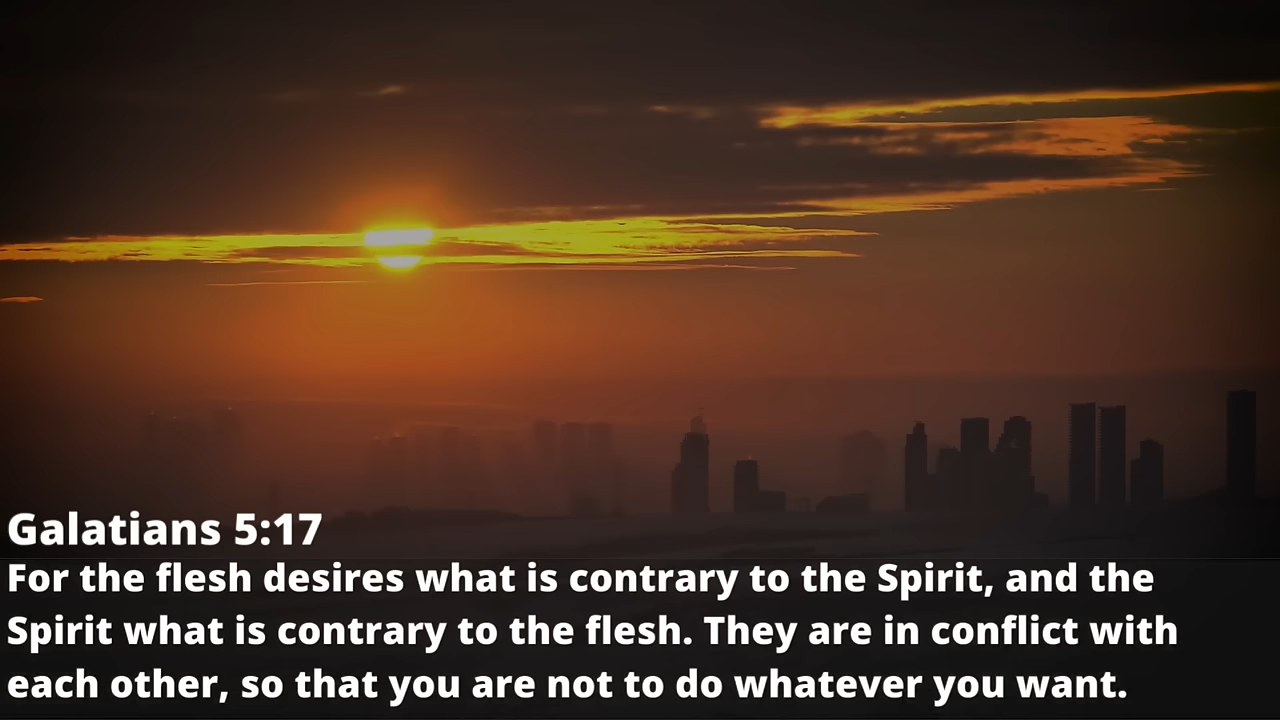 Galatians 5:17
For the flesh desires what is contrary to the Spirit, and the
Spirit what is contrary to the flesh. They are in conflict with
each other, so that you are not to do whatever you want.